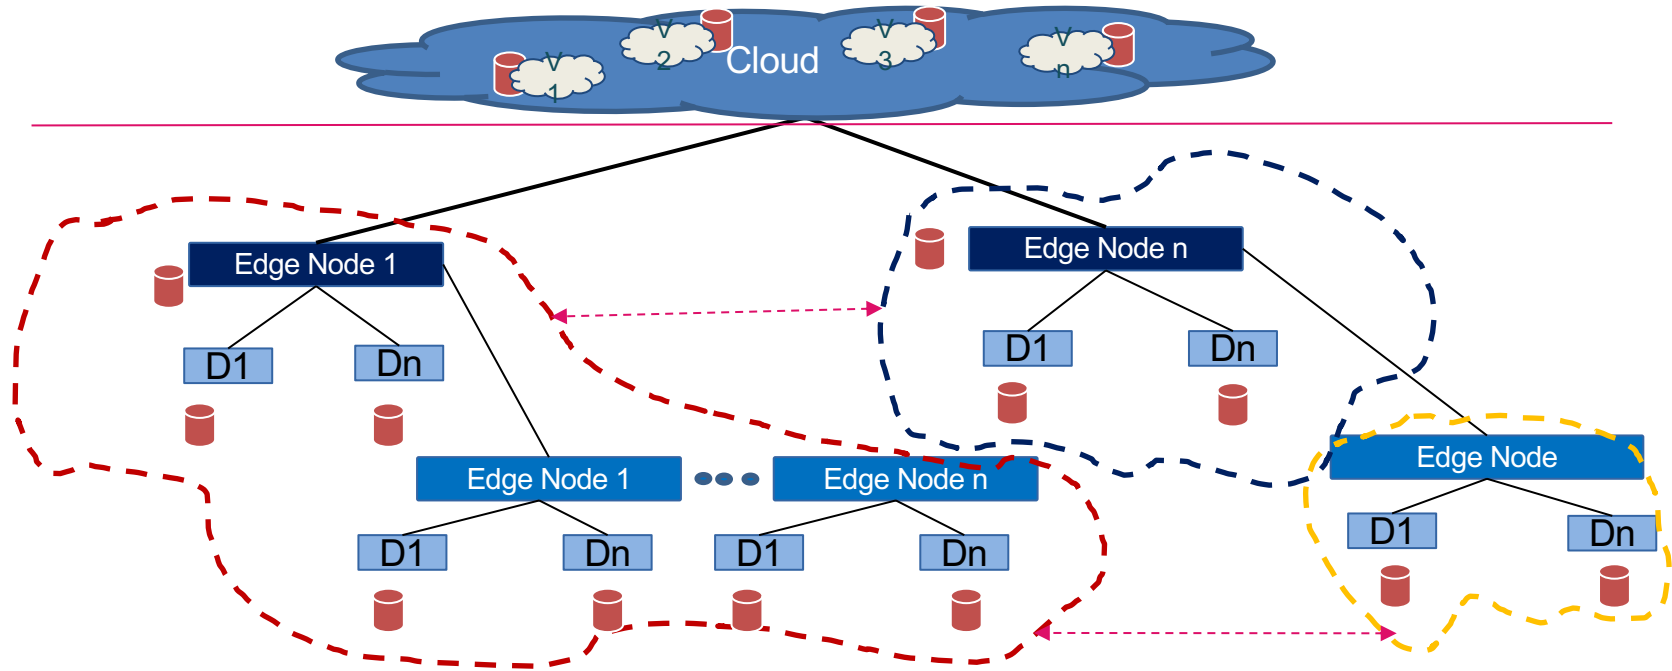 V
1
V
2
Cloud
V
3
V
n
Edge Node 1
Edge Node n
D1
Dn
D1
Dn
Edge Node 1
Edge Node n
Edge Node
D1
Dn
D1
Dn
D1
Dn